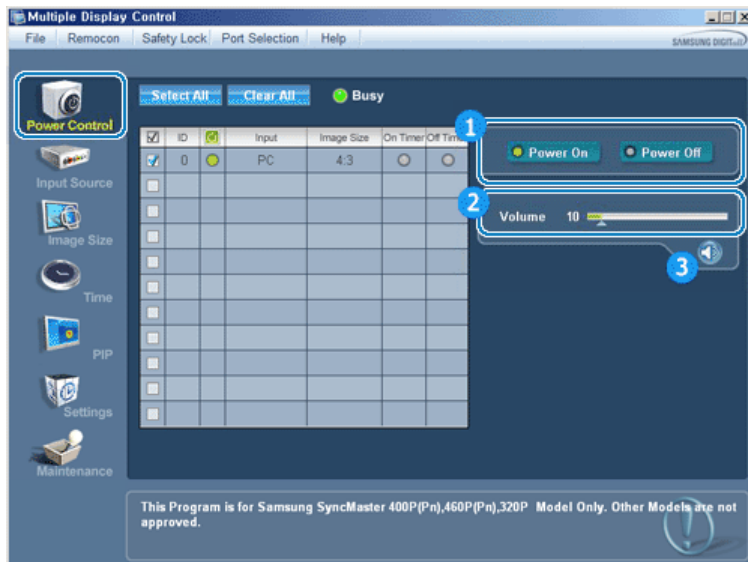 Multiple Display Control
File Remocon Safety Lock Port Selection Help
SAMSUNG DIGITall
Select All Clear All Busy
Power Control
Input Source
Image Size
Time
PIP
Settings
Maintenance
ID Input Image Size On Timer Off Timer
0 PC 4:3
1
Power On Power Off
2
Volume 10
3
This Program is for Samsung SyncMaster 400P(Pn),460P(Pn),320P Model Only. Other Models are not
approved.